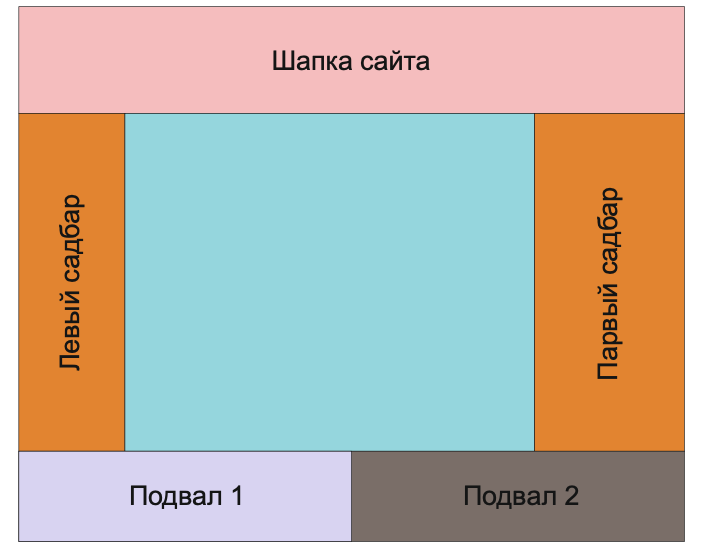 Шапка сайта
Левый садбар
Парвый садбар
Подвал 1
Подвал 2